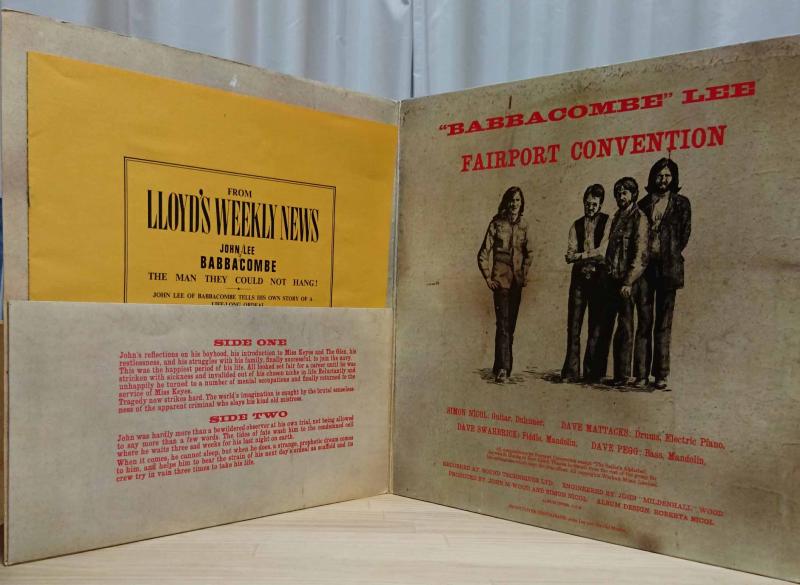 FROM
LLOYD'S WEEKLY NEWS
JOHN LEE
OF
BABBACOMBE
THE MAN THEY COULD NOT HANG!
JOHN LEE OF BABBACOMBE TELLS HIS OWN STORY OF A
LIFE-LONG ORDEAL
SIDE ONE
John's reflections on his boyhood, his introduction to Miss Keyes and The Glen, his
restlessness, and his struggles with his family, finally successful, to join the navy.
This was the happiest period of his life. All looked set fair for a career until he was
stricken with sickness and invalided out of his chosen niche in life. Reluctantly and
unhappily he turned to a number of menial occupations and finally returned to the
service of Miss Keyes.
Tragedy now strikes hard. The world's imagination is caught by the brutal senseless-
ness of the apparent criminal who slays his kind old mistress.
SIDE TWO
John was hardly more than a bewildered observer at his own trial, not being allowed
to say more than a few words. The tides of fate wash him to the condemned cell
where he waits three sad weeks for his last night on earth.
When it comes, he cannot sleep, but when he does, a strange, prophetic dream comes
to him, and helps him to bear the strain of his next day's ordeal as scaffold and its
crew try in vain three times to take his life.
"BABBACOMBE" LEE
FAIRPORT CONVENTION
SIMON NICOL: Guitar, Dulcimer, DAVE MATTACKS: Drums, Electric Piano,
DAVE SWARBRICK: Fiddle, Mandolin, DAVE PEGG: Bass, Mandolin,
RECORDED AT SOUND TECHNIQUES LTD. ENGINEERED BY JOHN "MILDENHALL" WOOD
PRODUCED BY JOHN WOOD AND SIMON NICOL ALBUM DESIGN: ROBERTA NICOL